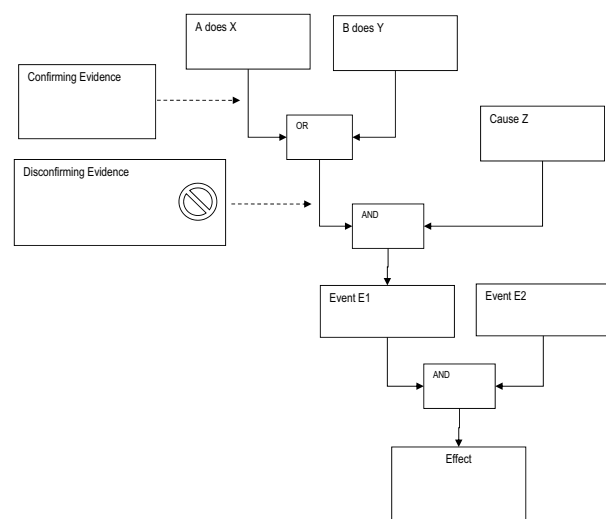 A does X
B does Y
Confirming Evidence
OR
Cause Z
Disconfirming Evidence
AND
Event E1
Event E2
AND
Effect